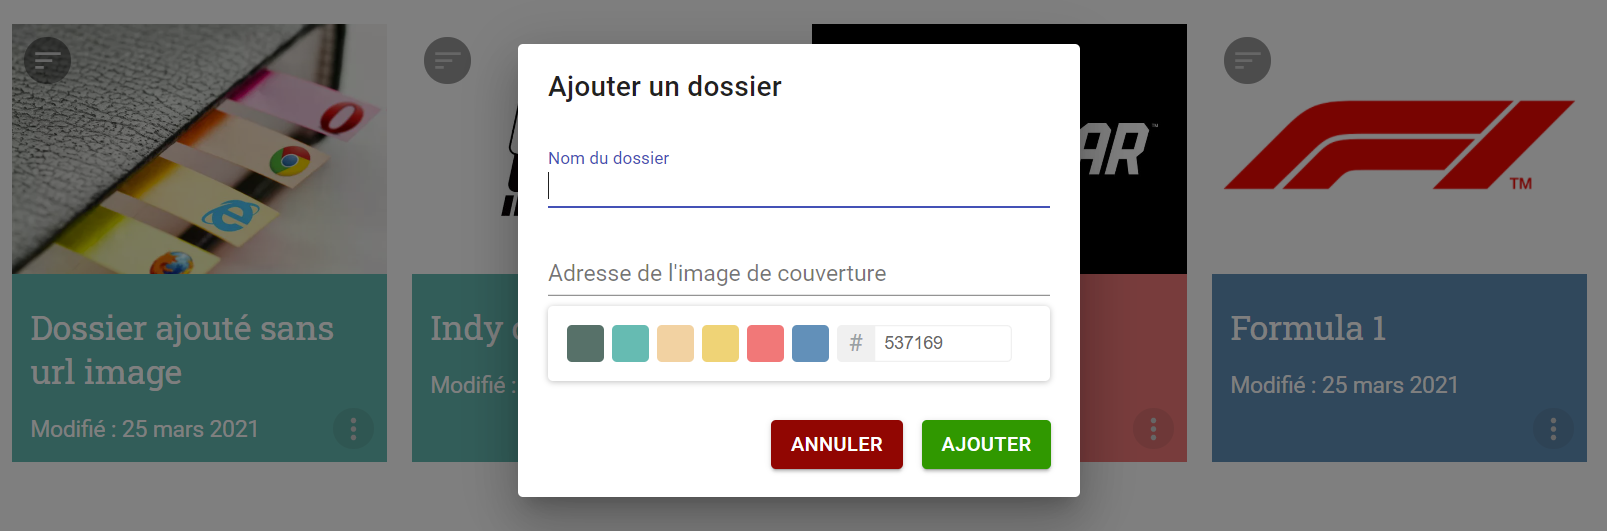 Ajouter un dossier
Nom du dossier
Adresse de l'image de couverture
# 537169
ANNULER
AJOUTER
Dossier ajouté sans
url image
Modifié : 25 mars 2021
Indy
Modifié :
AR™
TM
Formula 1
Modifié : 25 mars 2021